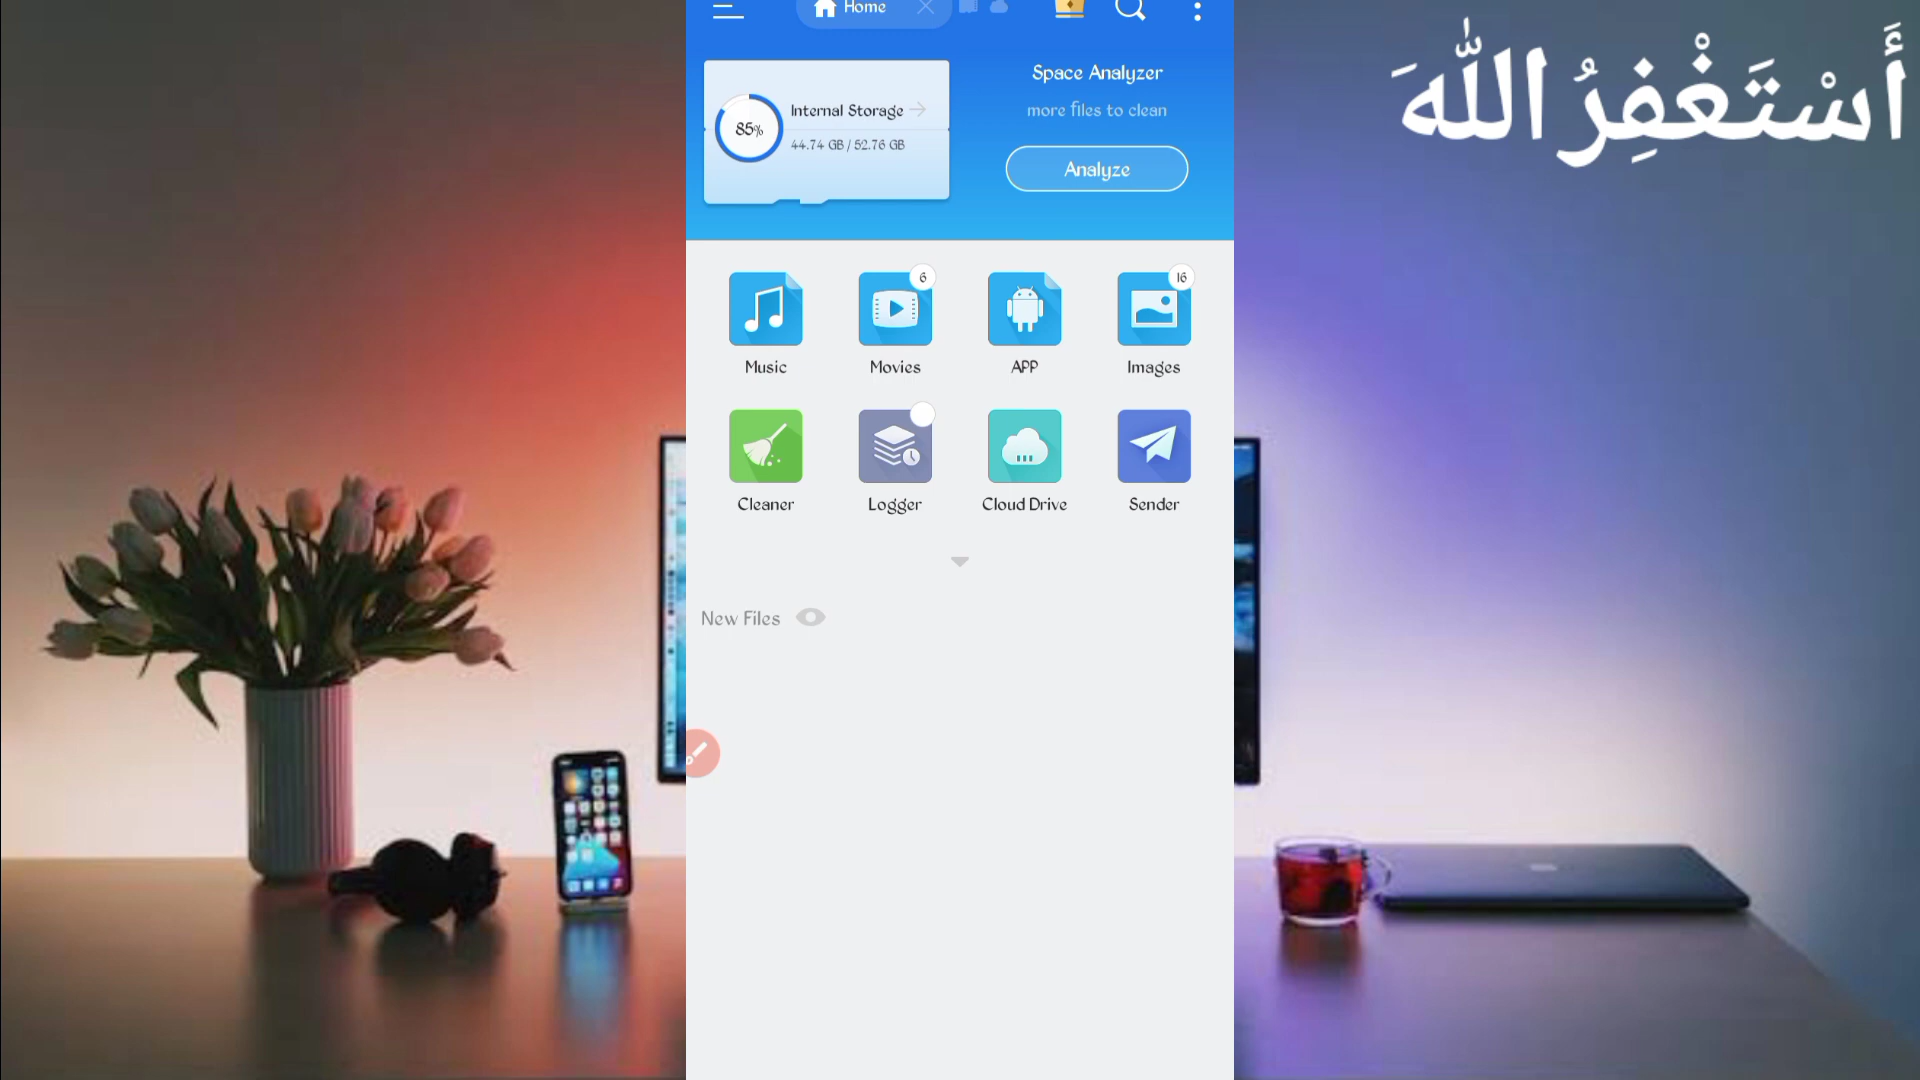 Home
أَسْتَغْفِرُ اللّٰهَ
Space Analyzer
more files to clean
Analyze
Internal Storage
85%
44.74 GB / 52.76 GB
6
16
Music
Movies
APP
Images
Cleaner
Logger
Cloud Drive
Sender
New Files